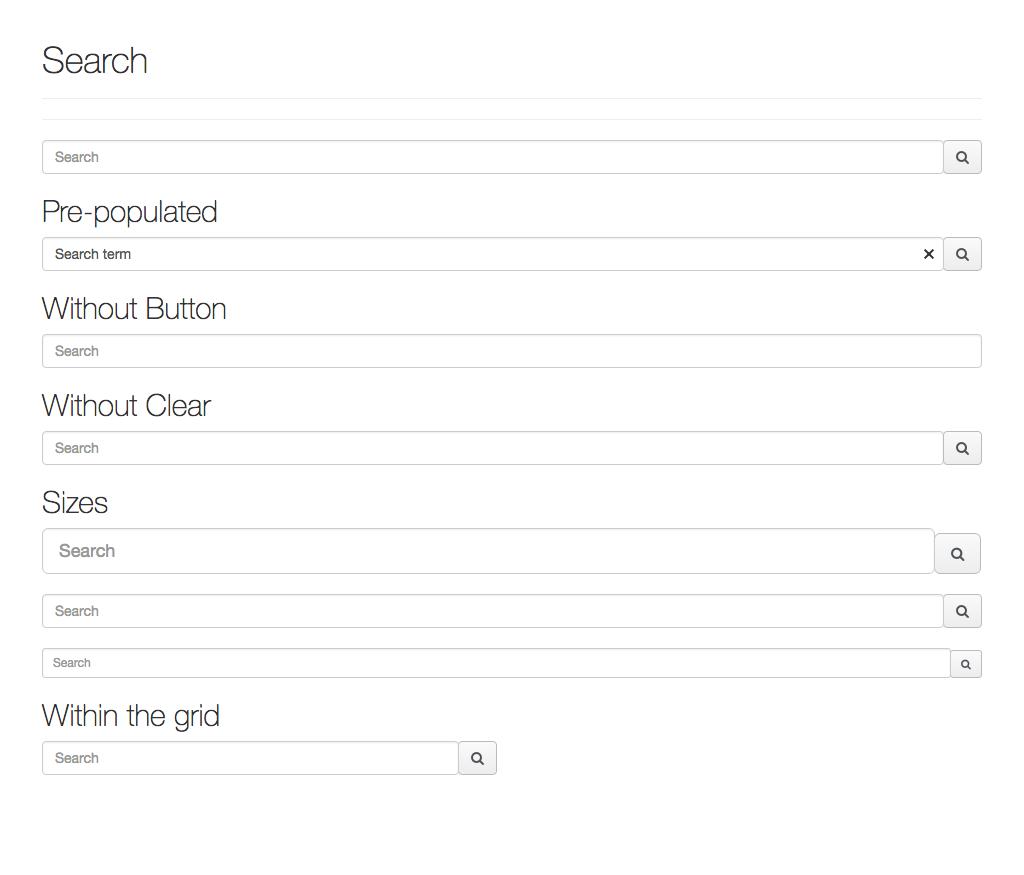 Search
Search
Pre-populated
Search term
Without Button
Search
Without Clear
Search
Sizes
Search
Search
Search
Within the grid
Search